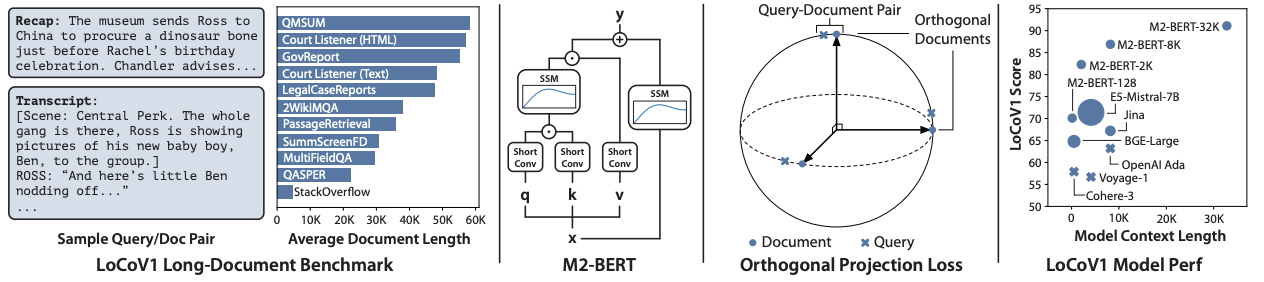 Recap: The museum sends Ross to
China to procure a dinosaur bone
just before Rachel's birthday
celebration. Chandler advises...
Transcript:
[Scene: Central Perk. The whole
gang is there, Ross is showing
pictures of his new baby boy,
Ben, to the group.]
ROSS: "And here's little Ben
nodding off..."
...
Sample Query/Doc Pair
QMSUM
Court Listener (HTML)
GovReport
Court Listener (Text)
LegalCaseReports
2WikiMQA
PassageRetrieval
SummScreenFD
MultiFieldQA
QASPER
StackOverflow
0 10K 20K 30K 40K 50K 60K
Average Document Length
LoCoV1 Long-Document Benchmark
y
+
SSM
SSM
Short Conv
Short Conv
Short Conv
q k v
x
M2-BERT
Query-Document Pair
Orthogonal
Documents
Document
Query
Orthogonal Projection Loss
LoCoV1 Score
95
90
85
80
75
70
65
60
55
50
M2-BERT-32K
M2-BERT-8K
M2-BERT-2K
M2-BERT-128
E5-Mistral-7B
Jina
BGE-Large
OpenAI Ada
Voyage-1
Cohere-3
0 10K 20K 30K
Model Context Length
LoCoV1 Model Perf